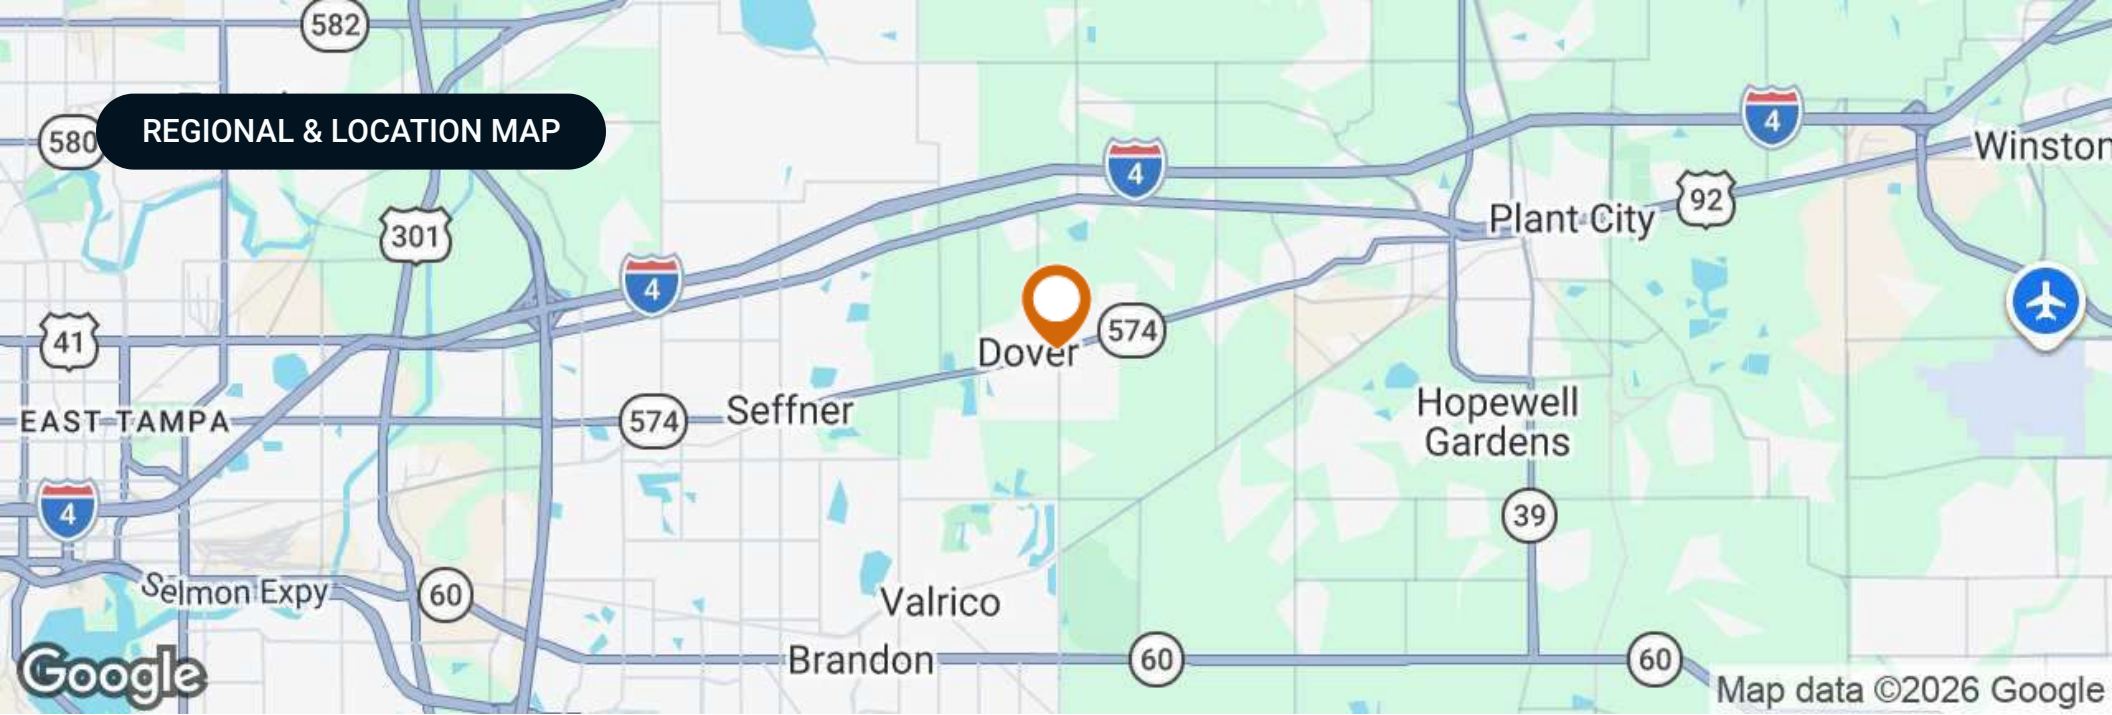 582
REGIONAL & LOCATION MAP
580
4
4
Winston
92
Plant City
301
4
574
41
Dover
Seffner
574
EAST TAMPA
Hopewell
Gardens
4
39
Selmon Expy
60
Valrico
Brandon
60
60
Google
Map data ©2026 Google